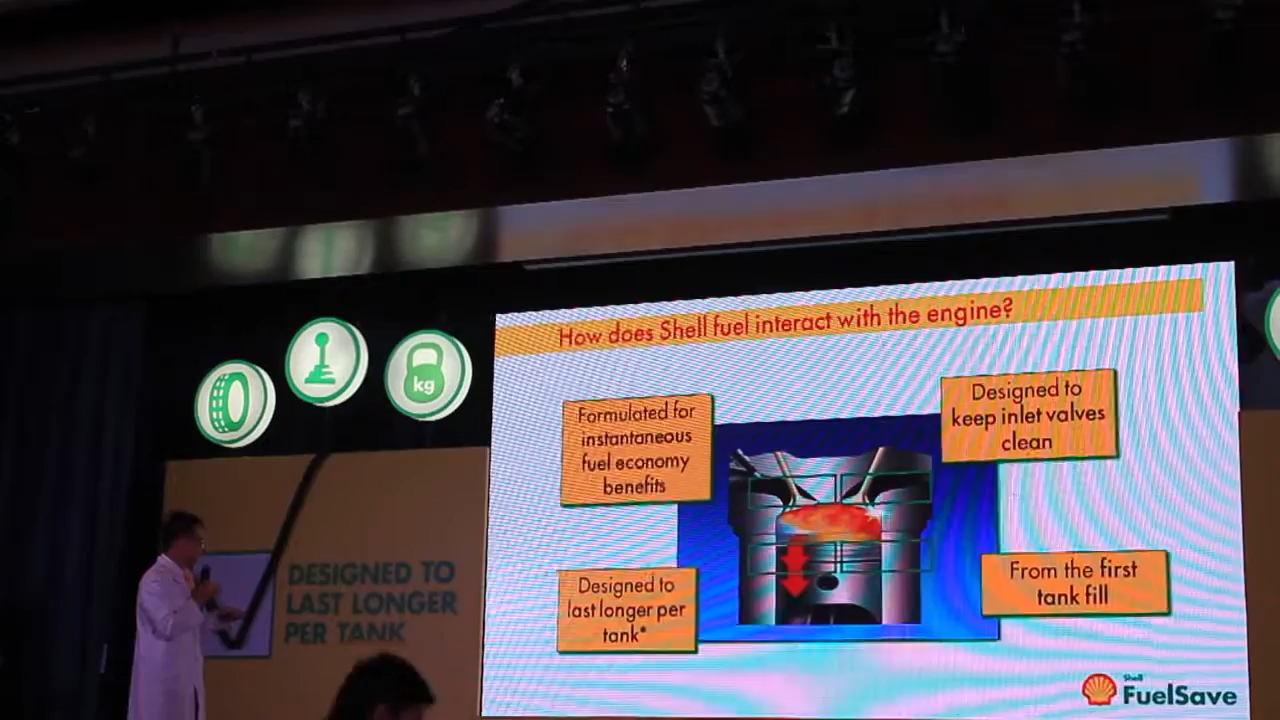 How does Shell fuel interact with the engine?
kg
Formulated for
instantaneous
fuel economy
benefits
Designed to
keep inlet valves
clean
Designed to
last longer per
tank*
From the first
tank fill
DESIGNED TO
LAST LONGER
PER TANK
Shell
FuelSave